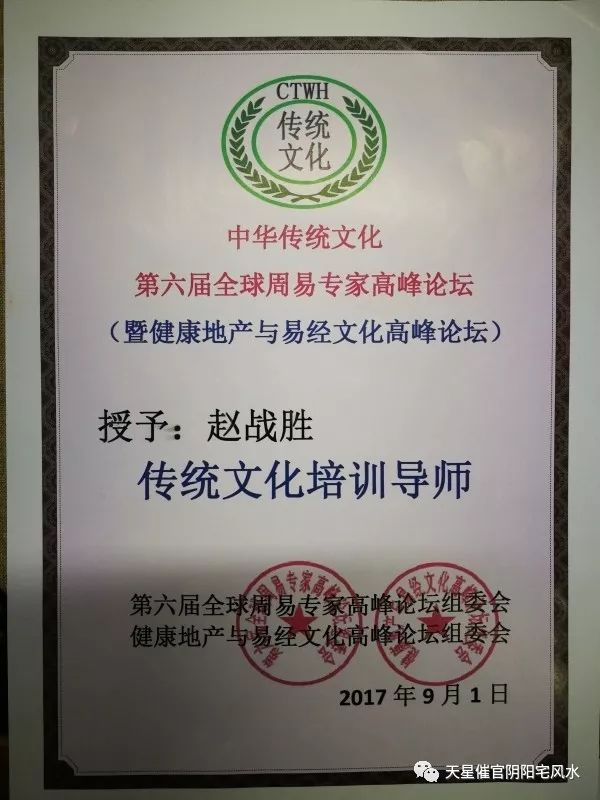 CTWH
传统
文化
中华传统文化
第六届全球周易专家高峰论坛
（暨健康地产与易经文化高峰论坛）
授予：赵战胜
传统文化培训导师
第六届全球周易专家高峰论坛组委会
健康地产与易经文化高峰论坛组委会
2017年9月1日
天星催官阴阳宅风水